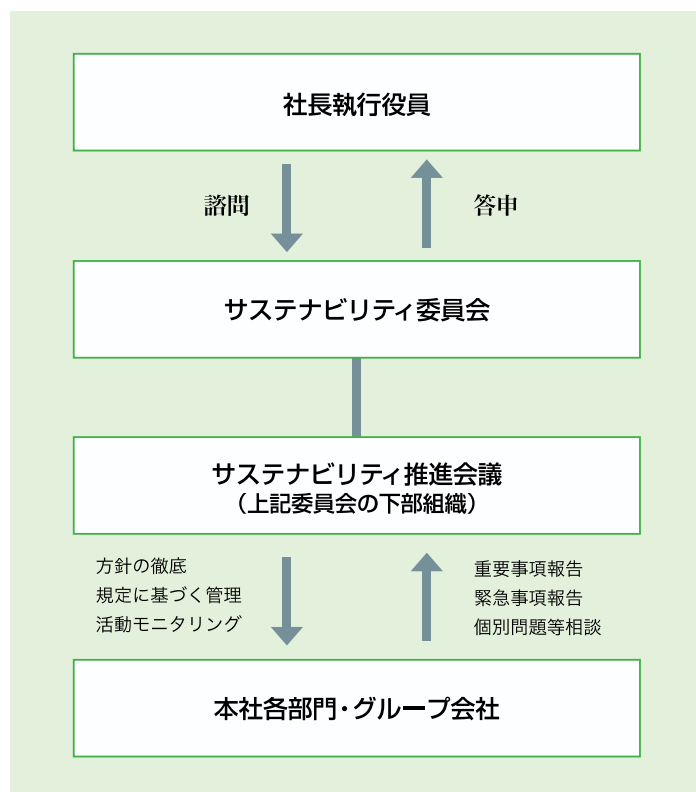 社長執行役員
諮問
答申
サステナビリティ委員会
サステナビリティ推進会議
（上記委員会の下部組織）
方針の徹底
規定に基づく管理
活動モニタリング
重要事項報告
緊急事項報告
個別問題等相談
本社各部門・グループ会社